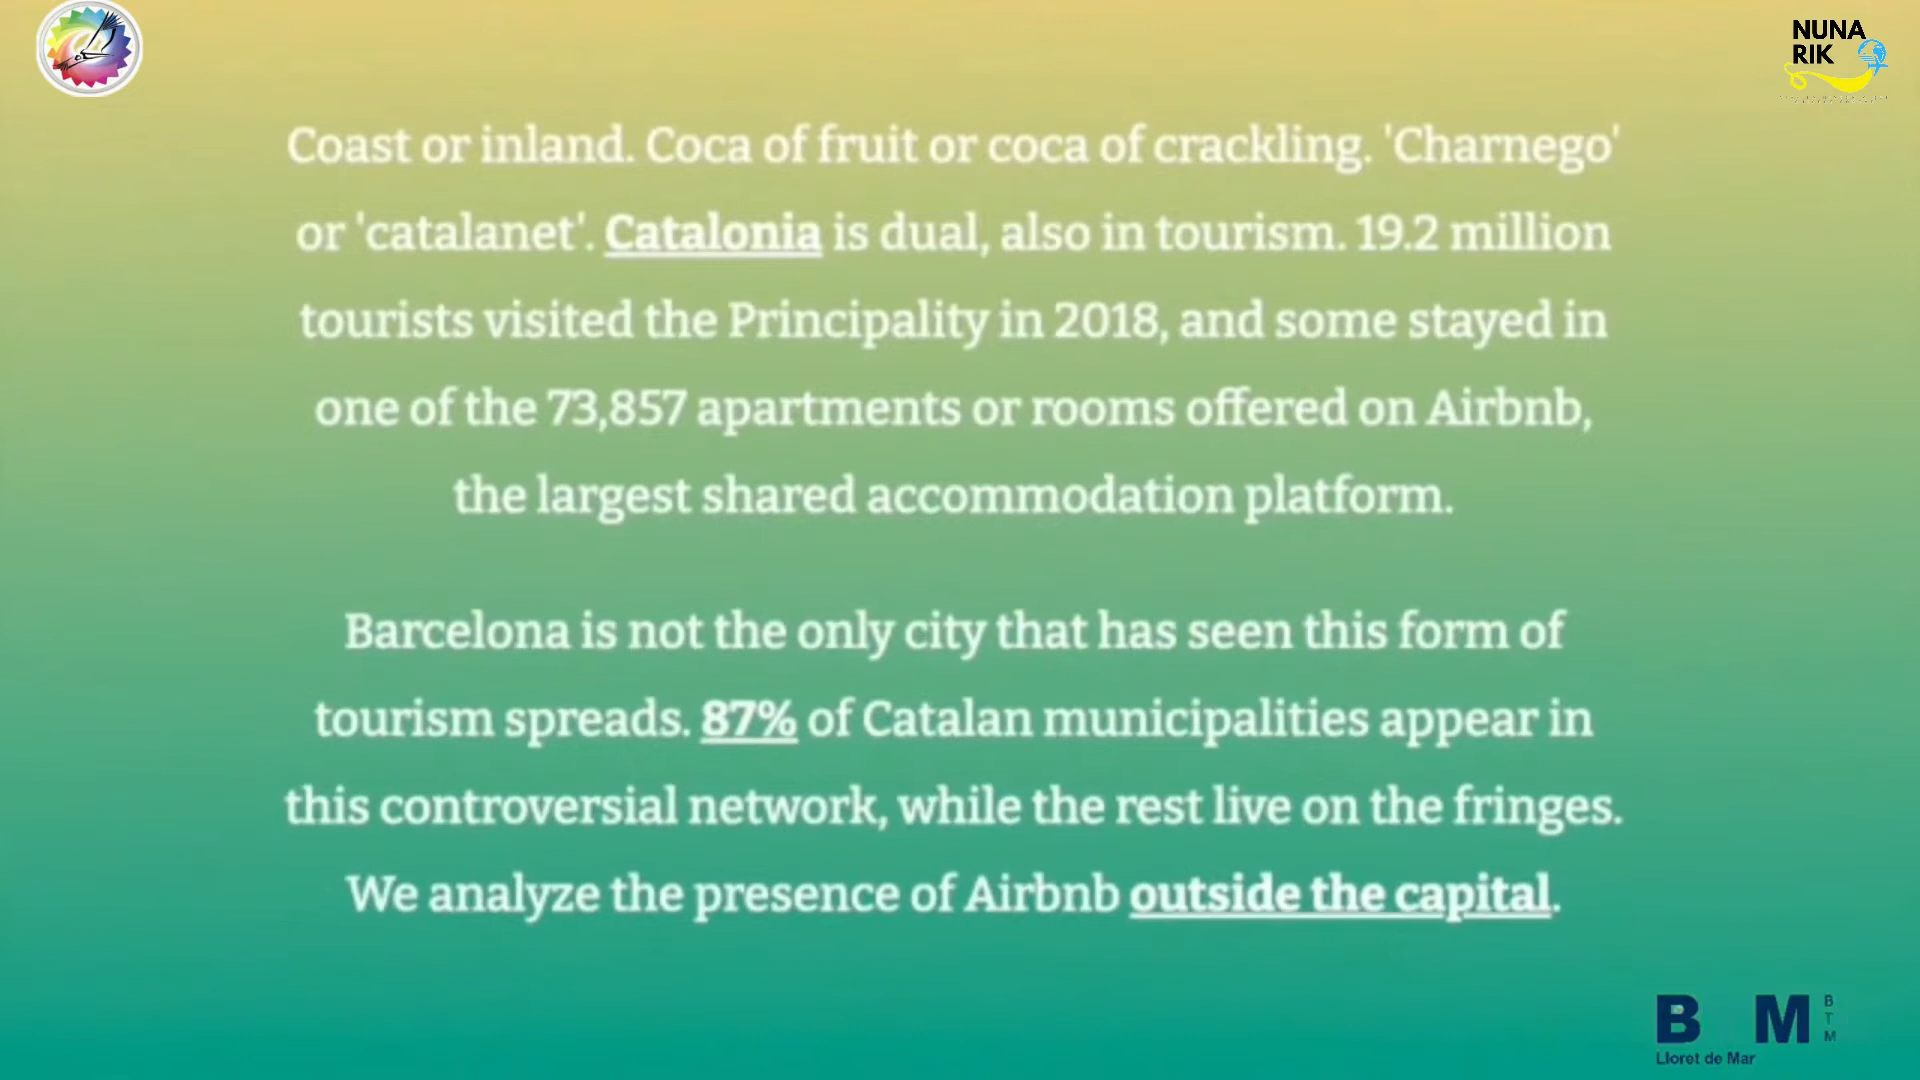 NUNA
RIK
Coast or inland. Coca of fruit or coca of crackling. 'Charnego'
or 'catalanet'. Catalonia is dual, also in tourism. 19.2 million
tourists visited the Principality in 2018, and some stayed in
one of the 73,857 apartments or rooms offered on Airbnb,
the largest shared accommodation platform.
Barcelona is not the only city that has seen this form of
tourism spreads. 87% of Catalan municipalities appear in
this controversial network, while the rest live on the fringes.
We analyze the presence of Airbnb outside the capital.
B M
B
T
M
Lloret de Mar